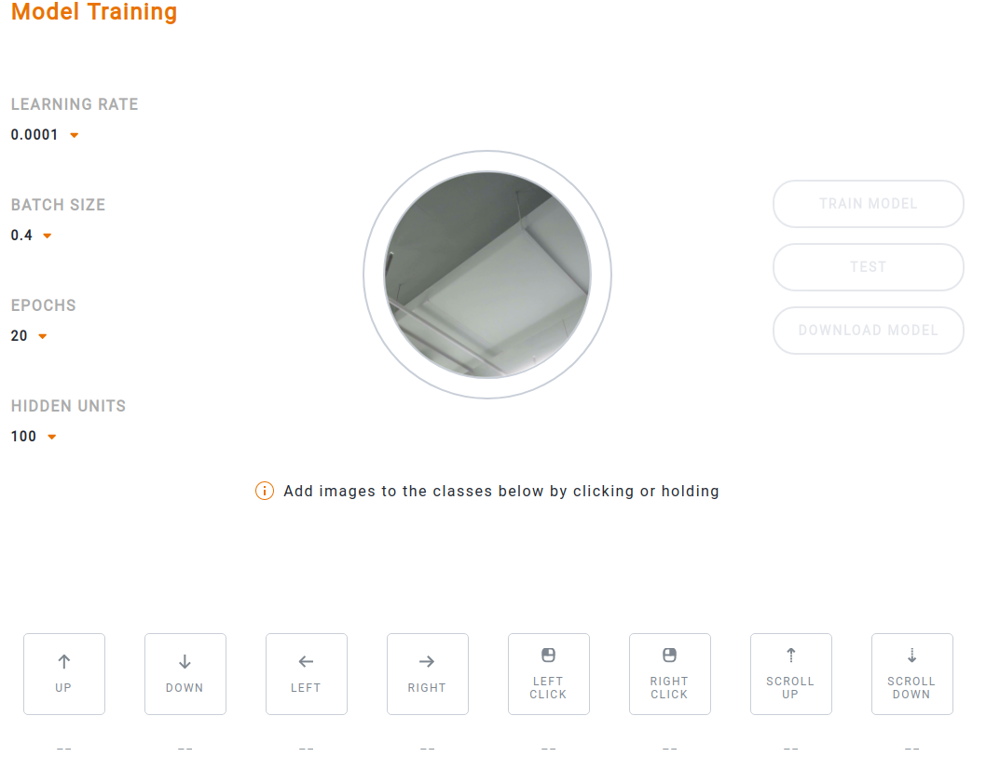 Model Training
LEARNING RATE
0.0001
BATCH SIZE
0.4
EPOCHS
20
HIDDEN UNITS
100
TRAIN MODEL
TEST
DOWNLOAD MODEL
Add images to the classes below by clicking or holding
UP
DOWN
LEFT
RIGHT
LEFT
CLICK
RIGHT
CLICK
SCROLL
UP
SCROLL
DOWN
-- -- -- -- -- -- -- --